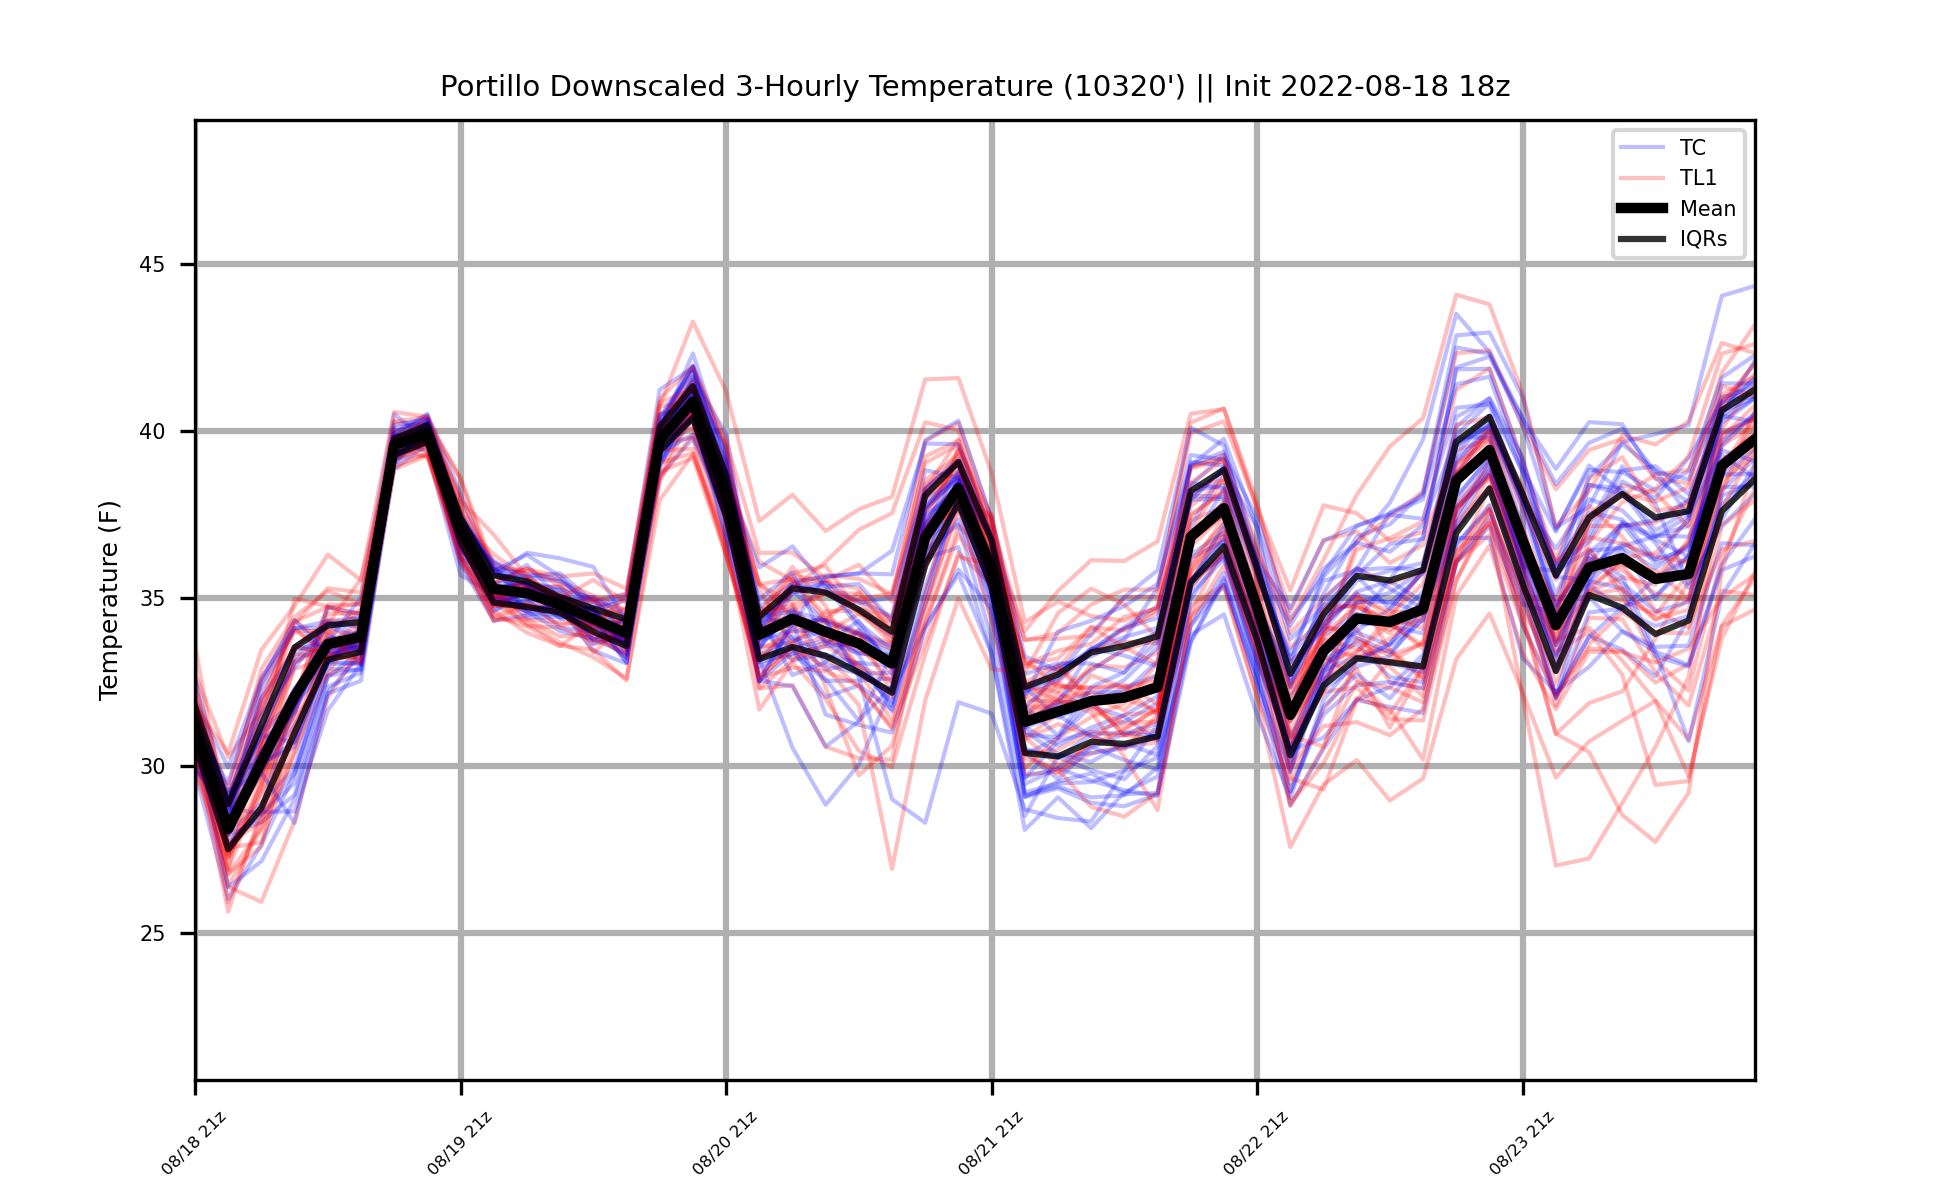 Portillo Downscaled 3-Hourly Temperature (10320') || Init 2022-08-18 18z
TC
TL1
Mean
IQRs
Temperature (F)
45
40
35
30
25
08/18 21z
08/19 21z
08/20 21z
08/21 21z
08/22 21z
08/23 21z